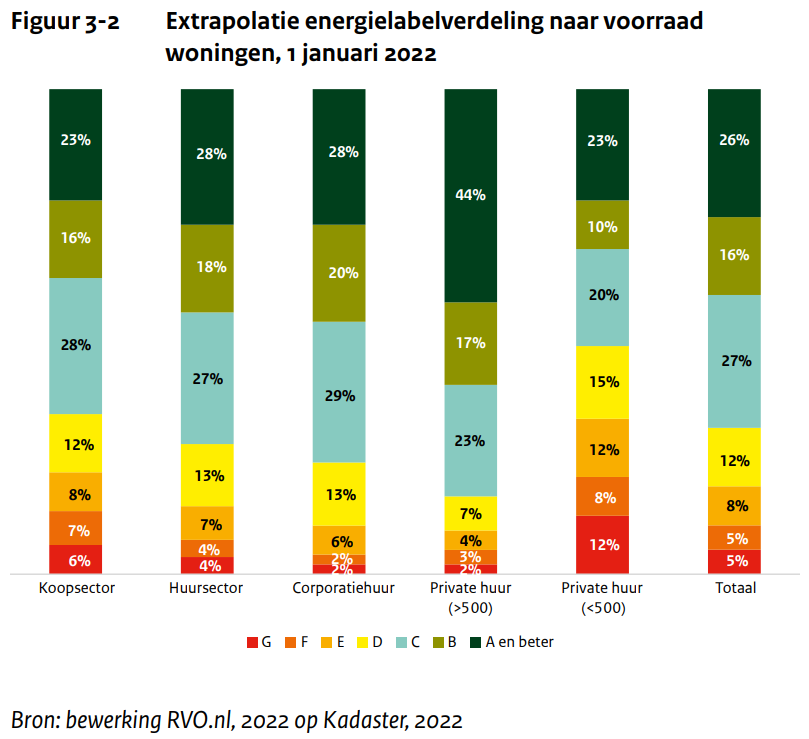 Figuur 3-2
Extrapolatie energielabelverdeling naar voorraad
woningen, 1 januari 2022
23% 28% 28% 44% 23% 26%
16% 18% 20% 17% 10% 16%
28% 27% 29% 23% 20% 27%
12% 13% 13% 7% 15% 12%
8% 7% 6% 4% 12% 8%
7% 4% 2% 3% 8% 5%
6% 4% 2% 2% 12% 5%
Koopsector Huursector Corporatiehuur Private huur Private huur Totaal
(>500) (<500)
G F E D C B A en beter
Bron: bewerking RVO.nl, 2022 op Kadaster, 2022